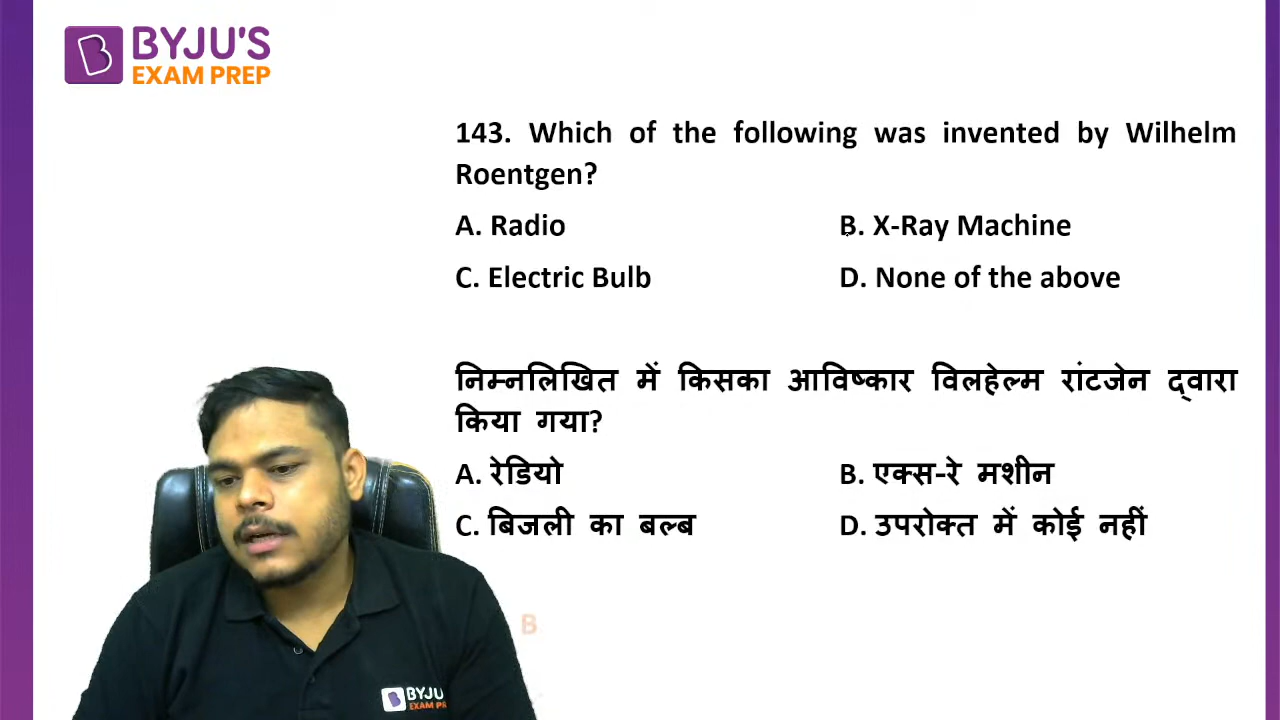 BYJU'S
EXAM PREP
143. Which of the following was invented by Wilhelm
Roentgen?
A. Radio B. X-Ray Machine
C. Electric Bulb D. None of the above
निम्नलिखित में किसका आविष्कार विलहेल्म रांटजेन द्वारा
किया गया?
A. रेडियो B. एक्स-रे मशीन
C. बिजली का बल्ब D. उपरोक्त में कोई नहीं
B
BYJU
EXAM PR